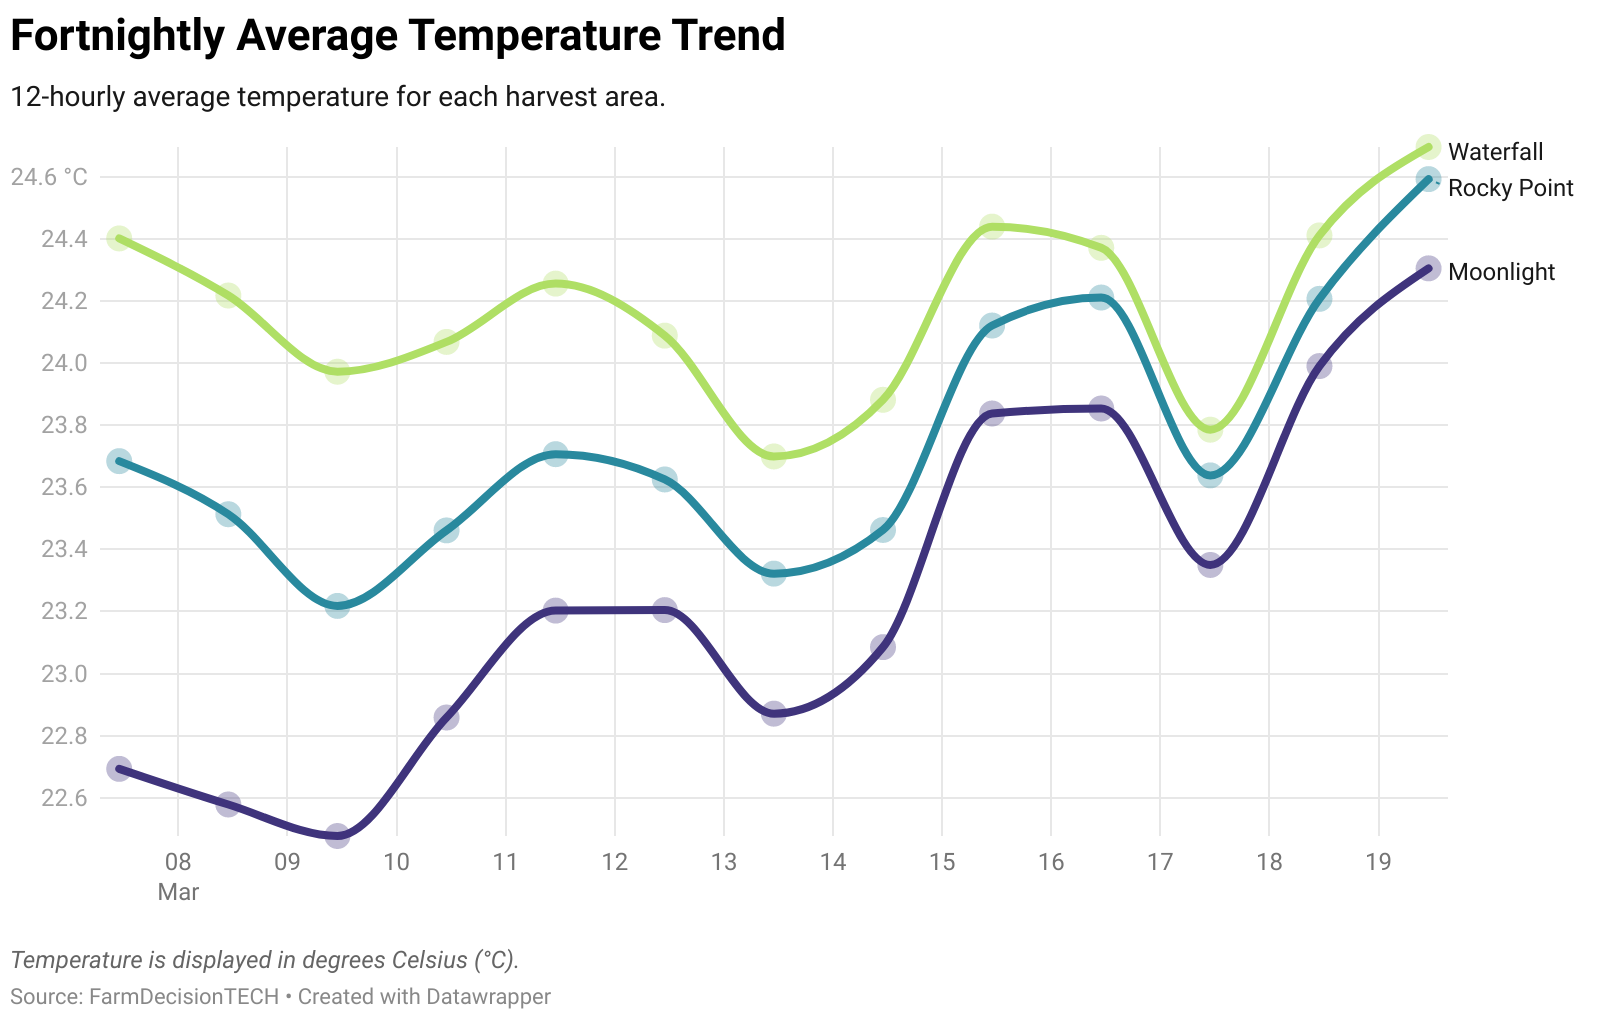 Fortnightly Average Temperature Trend
12-hourly average temperature for each harvest area.
Waterfall
24.6 °C
Rocky Point
24.4
Moonlight
24.2
24.0
23.8
23.6
23.4
23.2
23.0
22.8
22.6
08 09 10 11 12 13 14 15 16 17 18 19
Mar
Temperature is displayed in degrees Celsius (°C).
Source: FarmDecisionTECH • Created with Datawrapper